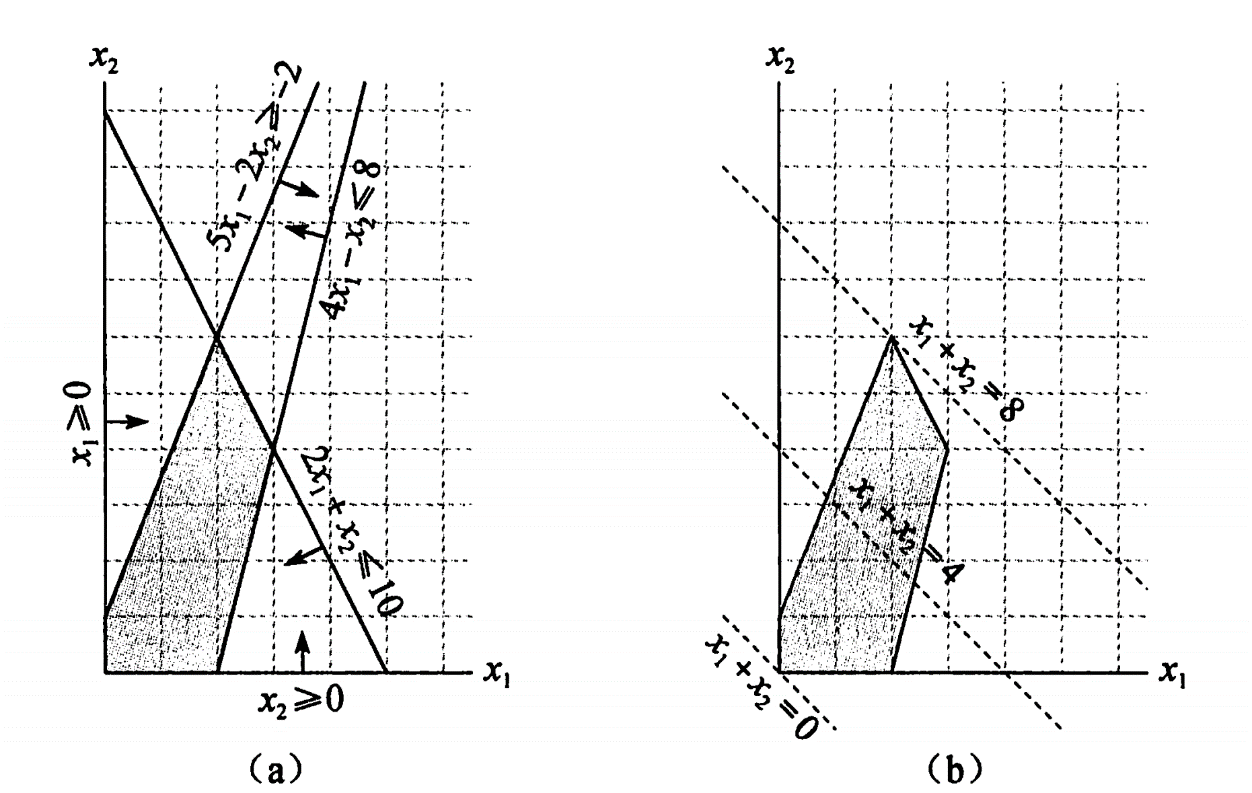 x₂
5x₁ − 2x₂ ⩾ −2
4x₁ − x₂ ⩽ 8
x₁ ⩾ 0
2x₁ + x₂ ⩽ 10
x₁
x₂ ⩾ 0
(a)
x₂
x₁ + x₂ = 8
x₁ + x₂ = 4
x₁ + x₂ = 0
x₁
(b)